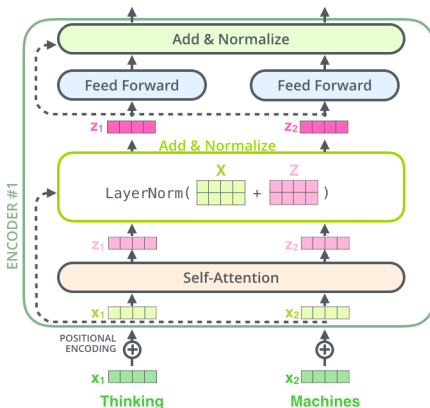 Add & Normalize
Feed Forward Feed Forward
z1 z2
Add & Normalize
X Z
LayerNorm( + )
z1 z2
Self-Attention
x1 x2
POSITIONAL
ENCODING
x1 x2
Thinking Machines
ENCODER #1